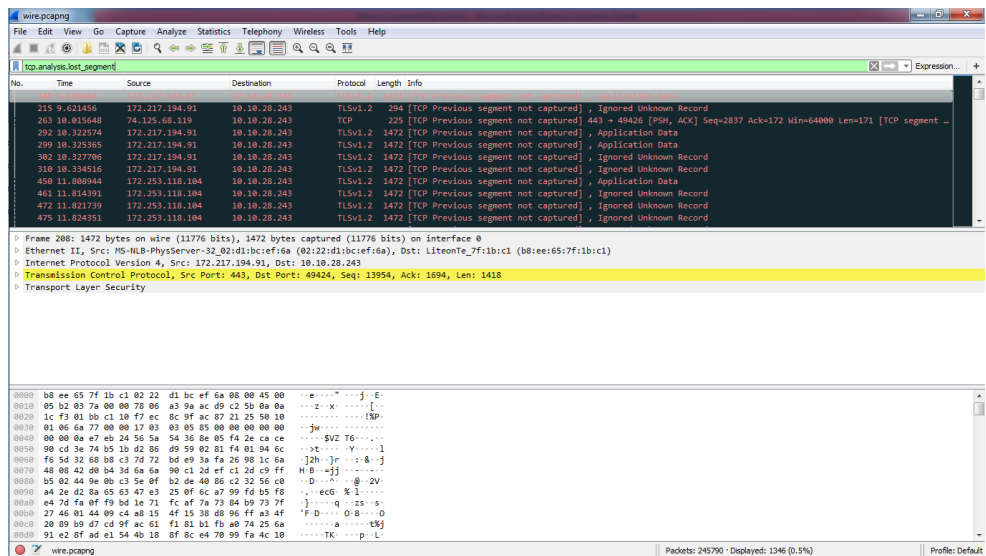 wire.pcapng
File Edit View Go Capture Analyze Statistics Telephony Wireless Tools Help
tcp.analysis.lost_segment
Expression... +
No. Time Source Destination Protocol Length Info
215 9.621456 172.217.194.91 10.10.28.243 TLSv1.2 294 [TCP Previous segment not captured] , Ignored Unknown Record
263 10.015648 74.125.68.119 10.10.28.243 TCP 225 [TCP Previous segment not captured] 443 → 49426 [PSH, ACK] Seq=2837 Ack=172 Win=64000 Len=171 [TCP segment …
292 10.322574 172.217.194.91 10.10.28.243 TLSv1.2 1472 [TCP Previous segment not captured] , Application Data
299 10.325365 172.217.194.91 10.10.28.243 TLSv1.2 1472 [TCP Previous segment not captured] , Application Data
302 10.327706 172.217.194.91 10.10.28.243 TLSv1.2 1472 [TCP Previous segment not captured] , Ignored Unknown Record
310 10.334516 172.217.194.91 10.10.28.243 TLSv1.2 1472 [TCP Previous segment not captured] , Ignored Unknown Record
450 11.808944 172.253.118.104 10.10.28.243 TLSv1.2 1472 [TCP Previous segment not captured] , Application Data
461 11.814391 172.253.118.104 10.10.28.243 TLSv1.2 1472 [TCP Previous segment not captured] , Ignored Unknown Record
472 11.821739 172.253.118.104 10.10.28.243 TLSv1.2 1472 [TCP Previous segment not captured] , Ignored Unknown Record
475 11.824351 172.253.118.104 10.10.28.243 TLSv1.2 1472 [TCP Previous segment not captured] , Ignored Unknown Record
Frame 208: 1472 bytes on wire (11776 bits), 1472 bytes captured (11776 bits) on interface 0
Ethernet II, Src: MS-NLB-PhysServer-32_02:d1:bc:ef:6a (02:22:d1:bc:ef:6a), Dst: LiteonTe_7f:1b:c1 (b8:ee:65:7f:1b:c1)
Internet Protocol Version 4, Src: 172.217.194.91, Dst: 10.10.28.243
Transmission Control Protocol, Src Port: 443, Dst Port: 49424, Seq: 13954, Ack: 1694, Len: 1418
Transport Layer Security
0000 b8 ee 65 7f 1b c1 02 22 d1 bc ef 6a 08 00 45 00 ··e····" ···j··E·
0010 05 b2 03 7a 00 00 78 06 a3 9a ac d9 c2 5b 0a 0a ···z··x· ·····[··
0020 1c f3 01 bb c1 10 f7 ec 8c 9f ac 87 21 25 50 10 ········ ····!%P·
0030 01 06 6a 77 00 00 17 03 03 05 85 00 00 00 00 00 ··jw···· ········
0040 00 00 0a e7 eb 24 56 5a 54 36 8e 05 f4 2e ca ce ·····$VZ T6···.··
0050 90 cd 3e 74 b5 1b d2 86 d9 59 02 81 f4 01 94 6c ··>t···· ·Y·····l
0060 f6 5d 32 68 b8 c3 7d 72 bd e9 3a fa 26 98 1c 6a ·]2h··}r ··:·&··j
0070 48 08 42 d0 b4 3d 6a 6a 90 c1 2d ef c1 2d c9 ff H·B··=jj ··-··-··
0080 b5 02 44 9e 0b c3 5e 0f b2 de 40 86 c2 32 56 c0 ··D···^· ··@··2V·
0090 a4 2e d2 8a 65 63 47 e3 25 0f 6c a7 99 fd b5 f8 ·.··ecG· %·l·····
00a0 e4 7d fa 0f f9 bd 1e 71 fc af 7a 73 84 b9 73 7f ·}·····q ··zs··s·
00b0 27 46 01 44 09 c4 a8 15 4f 15 38 d8 96 ff a3 4f 'F·D···· O·8····O
00c0 20 89 b9 d7 cd 9f ac 61 f1 81 b1 fb a0 74 25 6a  ······a ·····t%j
00d0 91 e2 8f ad e1 54 4b 18 8f 8c e4 70 99 fa 4c 10 ·····TK· ···p··L·
wire.pcapng
Packets: 245790 · Displayed: 1346 (0.5%)
Profile: Default